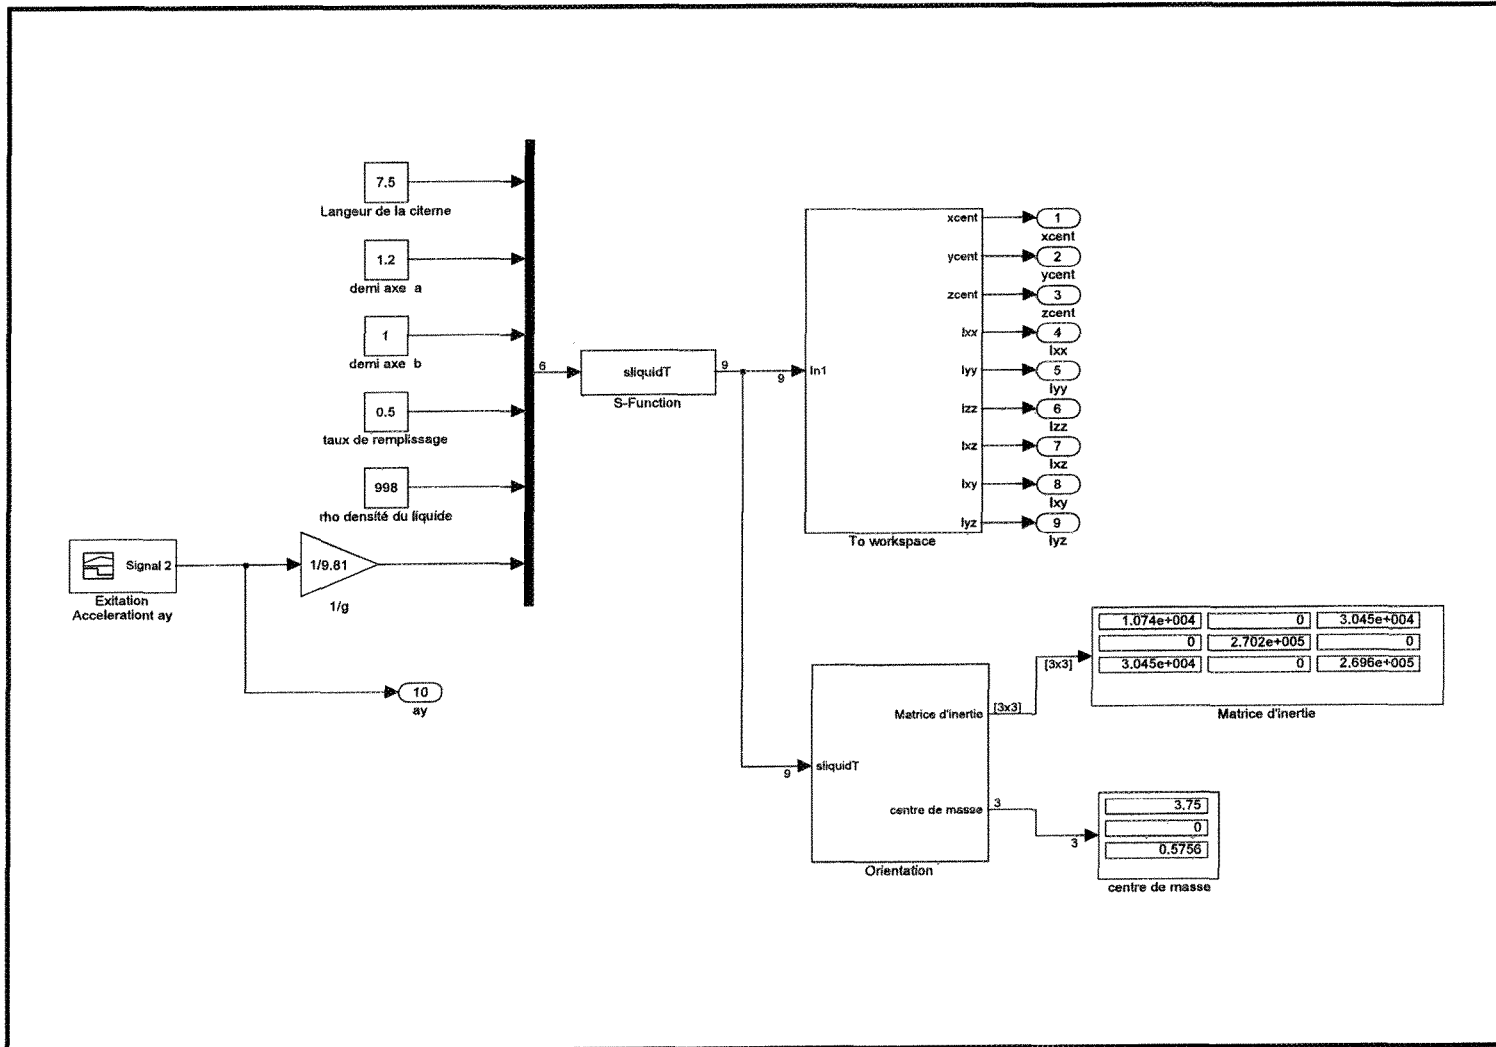 7.5
Langeur de la citerne
1.2
demi axe a
1
demi axe b
0.5
taux de remplissage
998
rho densité du liquide
Signal 2
Exitation
Accelerationt ay
1/9.81
1/g
10
ay
6
sliquidT
S-Function
9
9
In1
xcent
ycent
zcent
Ixx
Iyy
Izz
Ixz
Ixy
Iyz
To workspace
1
xcent
2
ycent
3
zcent
4
Ixx
5
Iyy
6
Izz
7
Ixz
8
Ixy
9
Iyz
9
sliquidT
Matrice d'inertie
centre de masse
Orientation
[3x3]
[3x3]
1.074e+004 0 3.045e+004
0 2.702e+005 0
3.045e+004 0 2.696e+005
Matrice d'inertie
3
3
3.75
0
0.5756
centre de masse